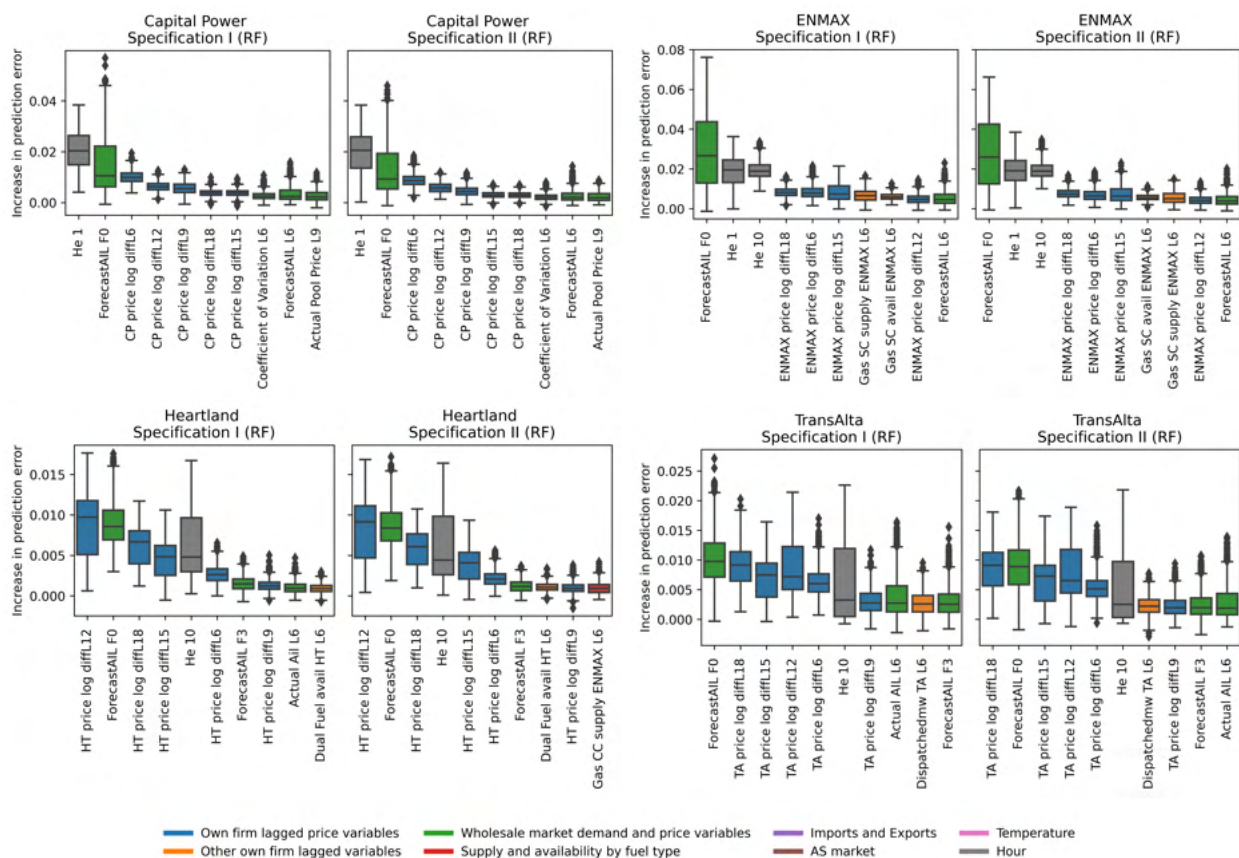 Capital Power
Specification I (RF)
Capital Power
Specification II (RF)
ENMAX
Specification I (RF)
ENMAX
Specification II (RF)
Increase in prediction error
0.04
0.02
0.00
He 1
ForecastAIL F0
CP price log diffL6
CP price log diffL12
CP price log diffL9
CP price log diffL18
CP price log diffL15
Coefficient of Variation L6
ForecastAIL L6
Actual Pool Price L9
He 1
ForecastAIL F0
CP price log diffL6
CP price log diffL12
CP price log diffL9
CP price log diffL15
CP price log diffL18
Coefficient of Variation L6
ForecastAIL L6
Actual Pool Price L9
Increase in prediction error
0.08
0.06
0.04
0.02
0.00
ForecastAIL F0
He 1
He 10
ENMAX price log diffL18
ENMAX price log diffL6
ENMAX price log diffL15
Gas SC supply ENMAX L6
Gas SC avail ENMAX L6
ENMAX price log diffL12
ForecastAIL L6
ForecastAIL F0
He 1
He 10
ENMAX price log diffL18
ENMAX price log diffL6
ENMAX price log diffL15
Gas SC avail ENMAX L6
Gas SC supply ENMAX L6
ENMAX price log diffL12
ForecastAIL L6
Heartland
Specification I (RF)
Heartland
Specification II (RF)
TransAlta
Specification I (RF)
TransAlta
Specification II (RF)
Increase in prediction error
0.015
0.010
0.005
0.000
HT price log diffL12
ForecastAIL F0
HT price log diffL18
HT price log diffL15
He 10
HT price log diffL6
ForecastAIL F3
HT price log diffL9
Actual Ail L6
Dual Fuel avail HT L6
HT price log diffL12
ForecastAIL F0
HT price log diffL18
He 10
HT price log diffL15
HT price log diffL6
ForecastAIL F3
Dual Fuel avail HT L6
HT price log diffL9
Gas CC supply ENMAX L6
Increase in prediction error
0.025
0.020
0.015
0.010
0.005
0.000
ForecastAIL F0
TA price log diffL18
TA price log diffL15
TA price log diffL12
TA price log diffL6
He 10
TA price log diffL9
Actual AIL L6
Dispatchedmw TA L6
ForecastAIL F3
TA price log diffL18
ForecastAIL F0
TA price log diffL15
TA price log diffL12
TA price log diffL6
He 10
Dispatchedmw TA L6
TA price log diffL9
ForecastAIL F3
Actual AIL L6
Own firm lagged price variables
Wholesale market demand and price variables
Imports and Exports
Temperature
Other own firm lagged variables
Supply and availability by fuel type
AS market
Hour